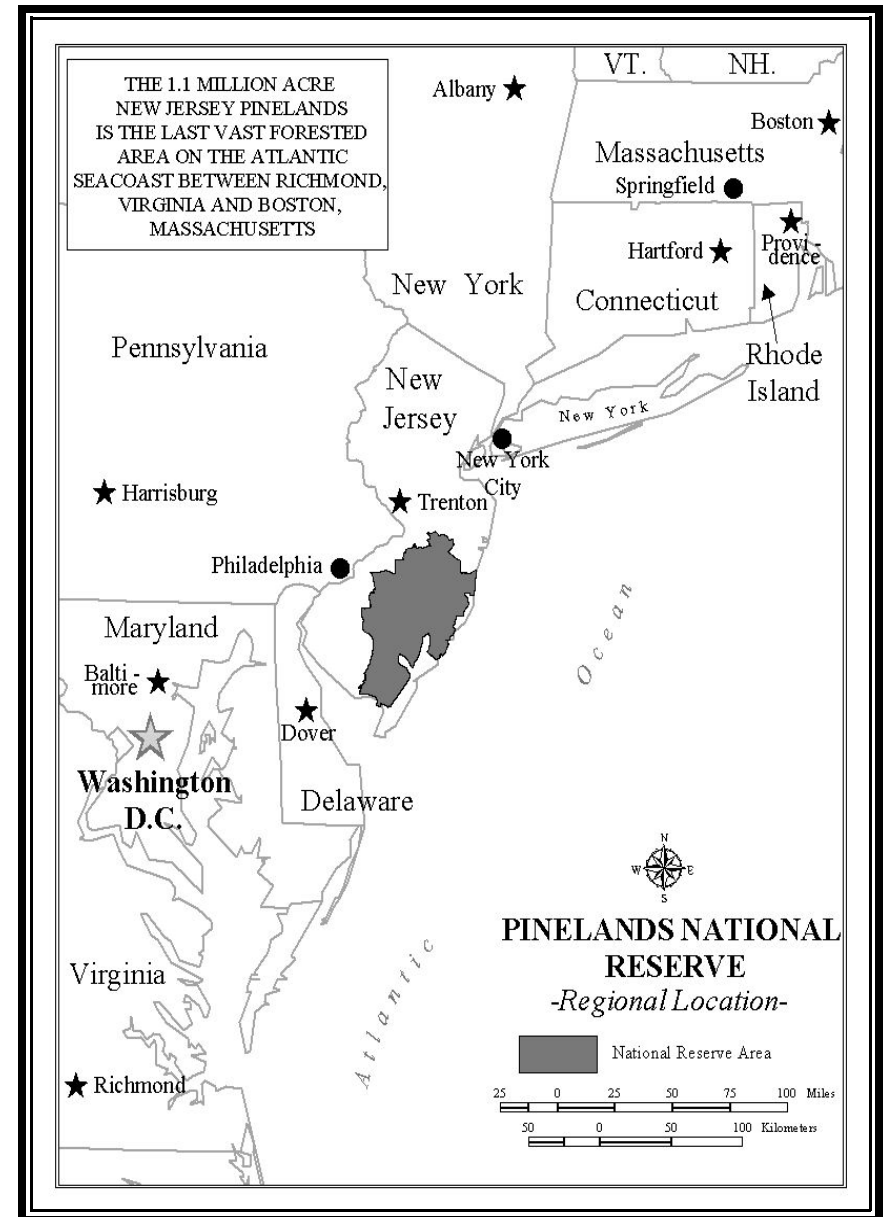 THE 1.1 MILLION ACRE
NEW JERSEY PINELANDS
IS THE LAST VAST FORESTED
AREA ON THE ATLANTIC
SEACOAST BETWEEN RICHMOND,
VIRGINIA AND BOSTON,
MASSACHUSETTS
VT.
NH.
Albany
Boston
Massachusetts
Springfield
Hartford
Provi-
dence
New York
Connecticut
Rhode
Island
Pennsylvania
New
Jersey
New York
New York
City
Harrisburg
Trenton
Philadelphia
Maryland
Balti-
more
Dover
Washington
D.C.
Delaware
Ocean
Atlantic
Virginia
Richmond
N
W
E
S
PINELANDS NATIONAL
RESERVE
-Regional Location-
National Reserve Area
25 0 25 50 75 100 Miles
50 0 50 100 Kilometers